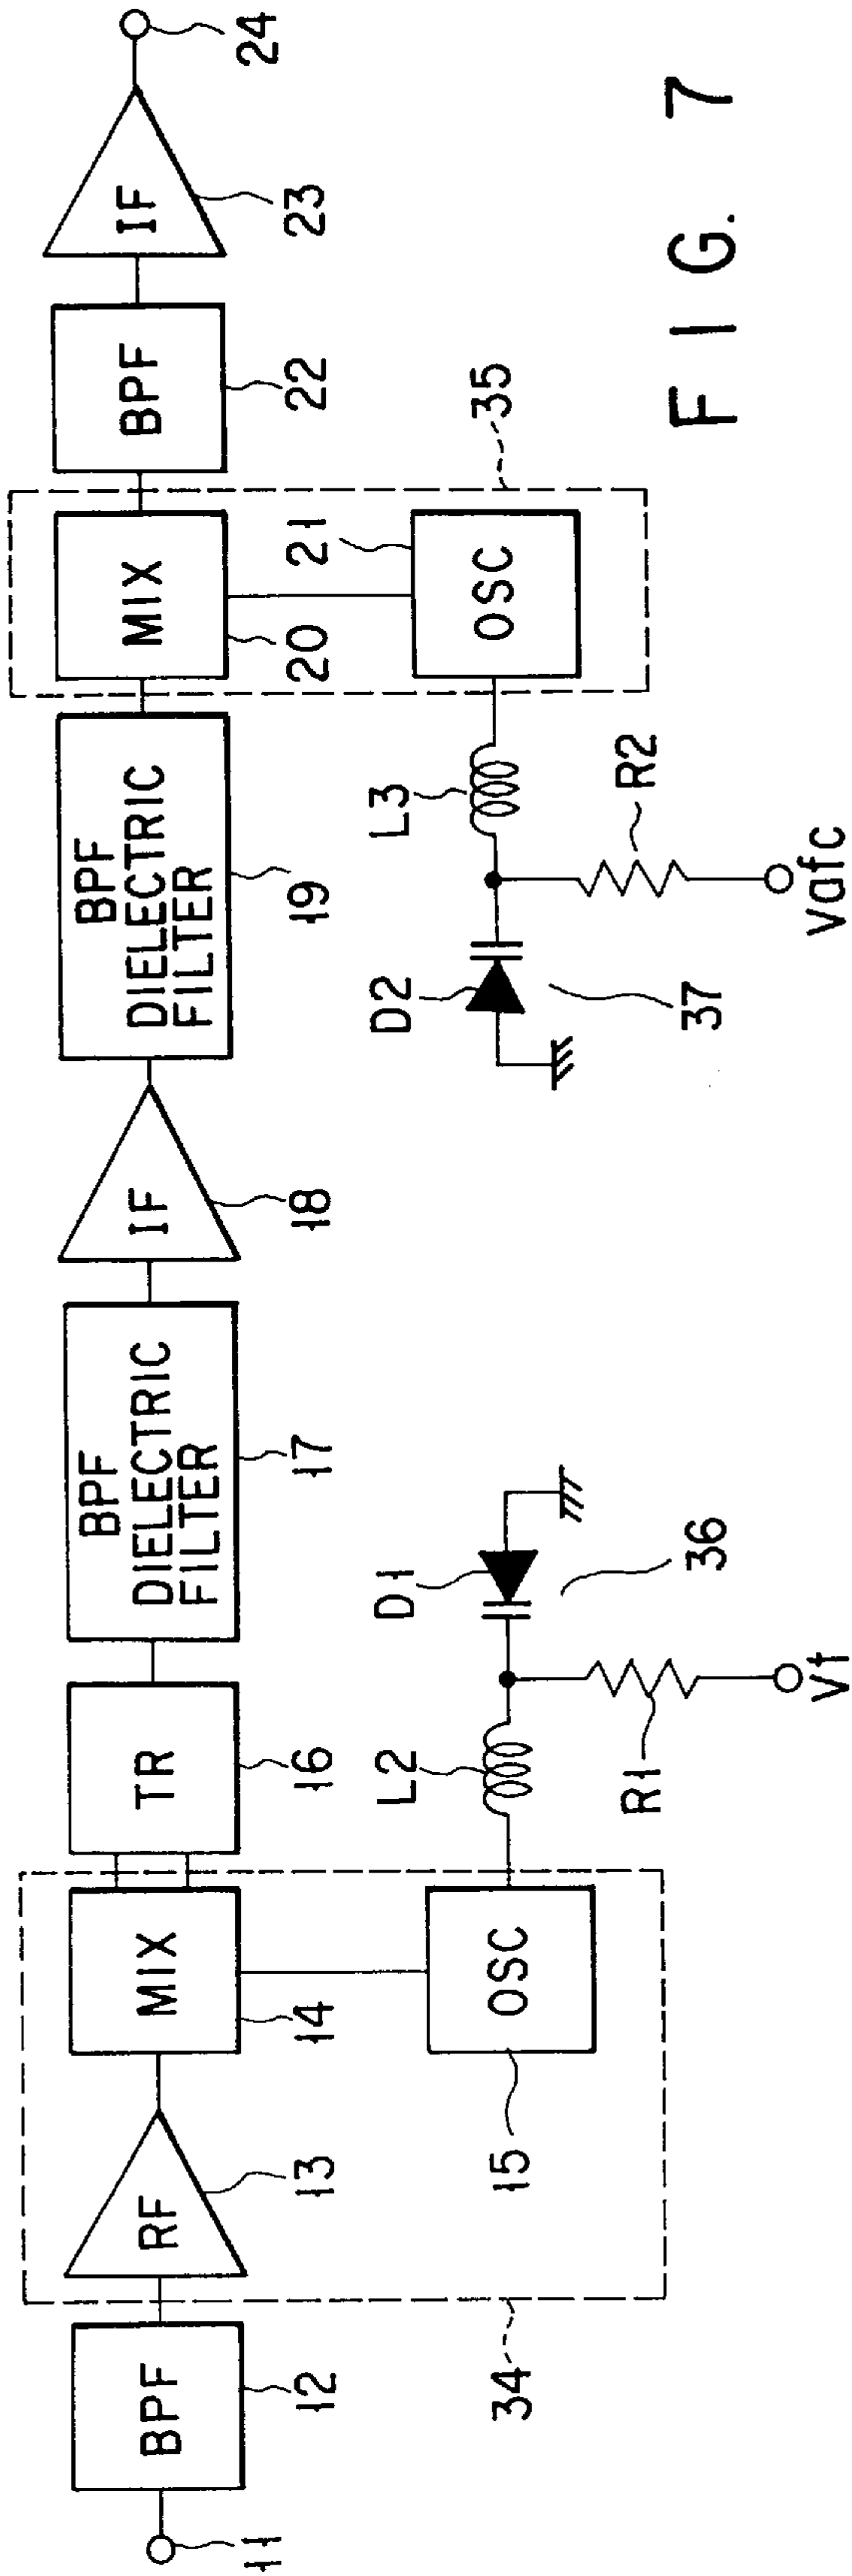 11
BPF
12
RF
13
MIX
14
OSC
15
34
TR
16
BPF
DIELECTRIC
FILTER
17
IF
18
BPF
DIELECTRIC
FILTER
19
MIX
20
OSC
21
35
BPF
22
IF
23
24
L2
D1
36
R1
Vt
D2
L3
37
R2
Vafc
FIG. 7